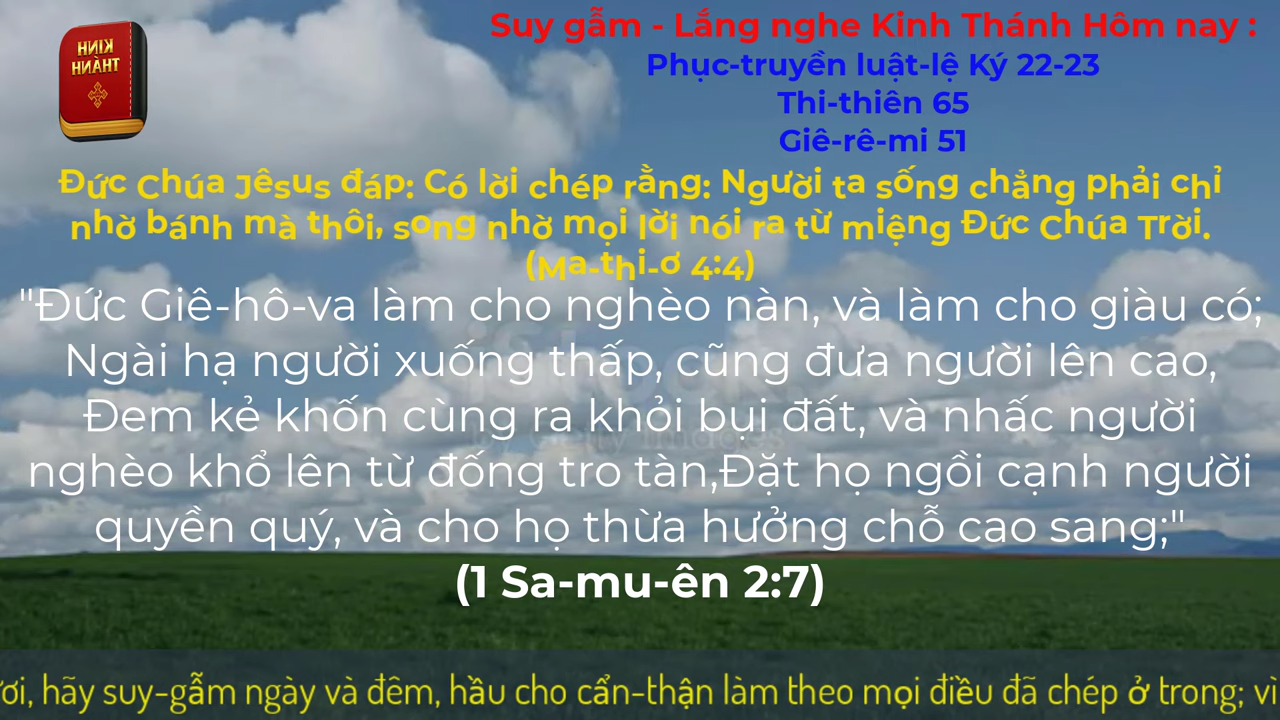 Suy gẫm - Lắng nghe Kinh Thánh Hôm nay :
Phục-truyền luật-lệ Ký 22-23
Thi-thiên 65
Giê-rê-mi 51
KINH
THÁNH
Đức Chúa Jêsus đáp: Có lời chép rằng: Người ta sống chẳng phải chỉ
nhờ bánh mà thôi, song nhờ mọi lời nói ra từ miệng Đức Chúa Trời.
(Ma-thi-ơ 4:4)
"Đức Giê-hô-va làm cho nghèo nàn, và làm cho giàu có;
Ngài hạ người xuống thấp, cũng đưa người lên cao,
Đem kẻ khốn cùng ra khỏi bụi đất, và nhấc người
nghèo khổ lên từ đống tro tàn,Đặt họ ngồi cạnh người
quyền quý, và cho họ thừa hưởng chỗ cao sang;"
(1 Sa-mu-ên 2:7)
ơi, hãy suy-gẫm ngày và đêm, hầu cho cẩn-thận làm theo mọi điều đã chép ở trong; vì